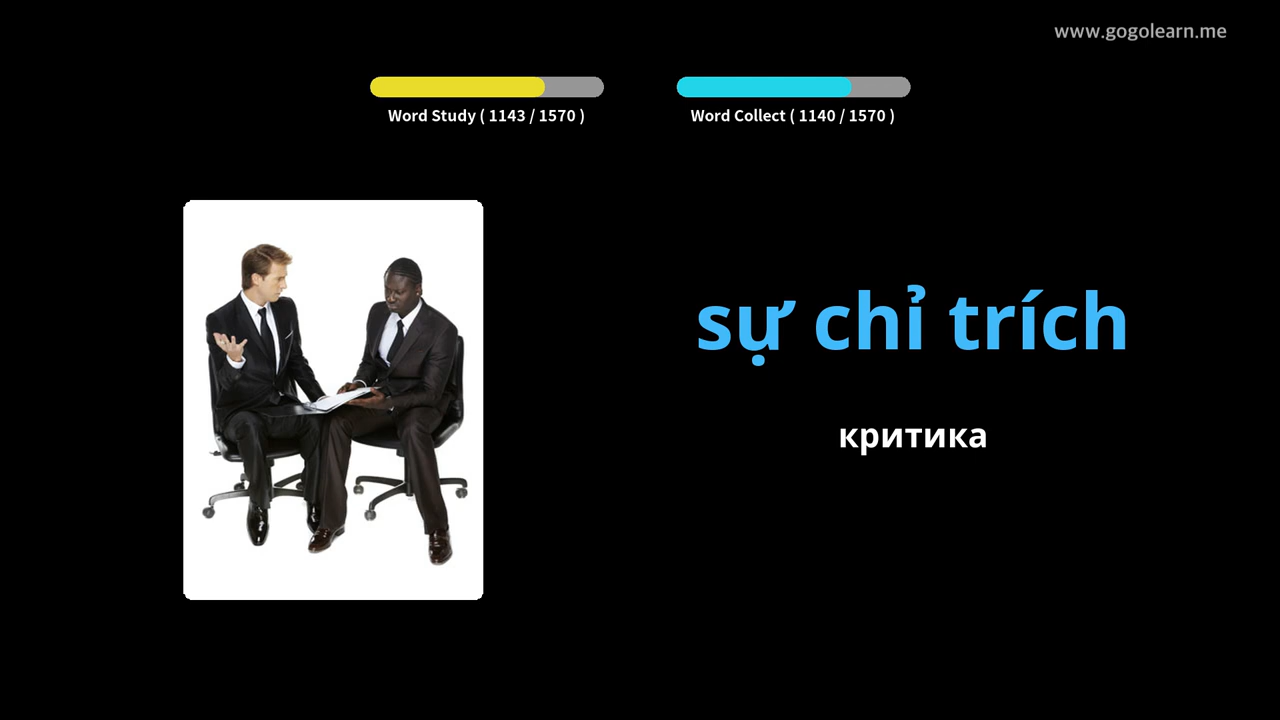 www.gogolearn.me
Word Study ( 1143 / 1570 )
Word Collect ( 1140 / 1570 )
sự chỉ trích
критика